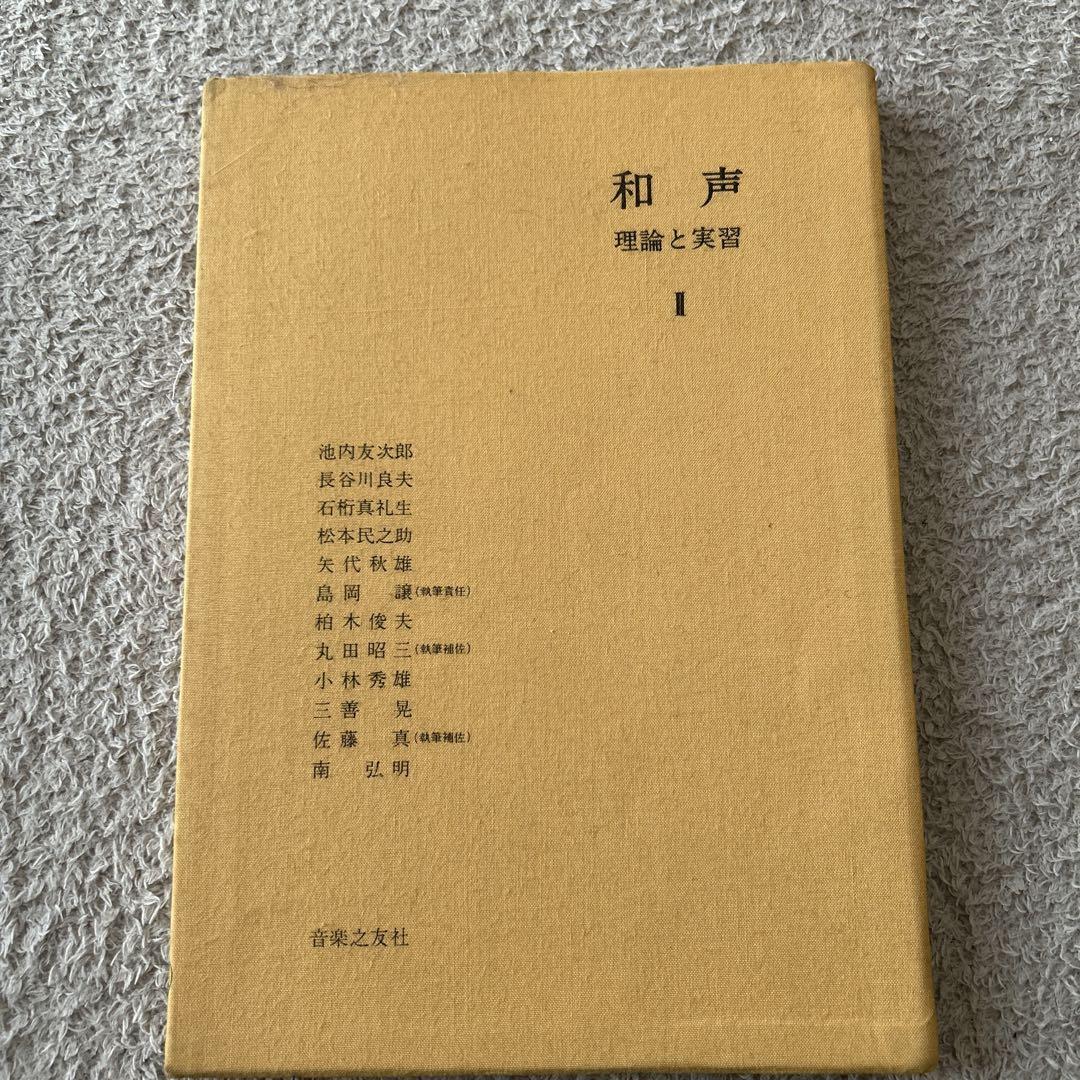 和声
理論と実習
II
池内友次郎
長谷川良夫
石桁真礼生
松本民之助
矢代秋雄
島岡譲(執筆責任)
柏木俊夫
丸田昭三(執筆補佐)
小林秀雄
三善晃
佐藤真(執筆補佐)
南弘明
音楽之友社